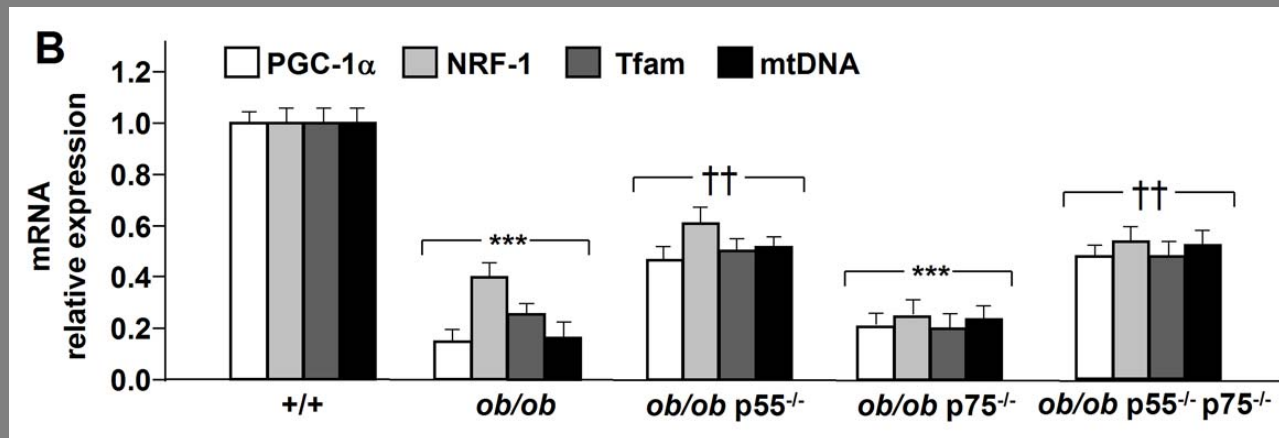 B
PGC-1α NRF-1 Tfam mtDNA
mRNA
relative expression
1.2
1.0
0.8
0.6
0.4
0.2
0.0
***
††
***
††
+/+ ob/ob ob/ob p55-/- ob/ob p75-/- ob/ob p55-/- p75-/-